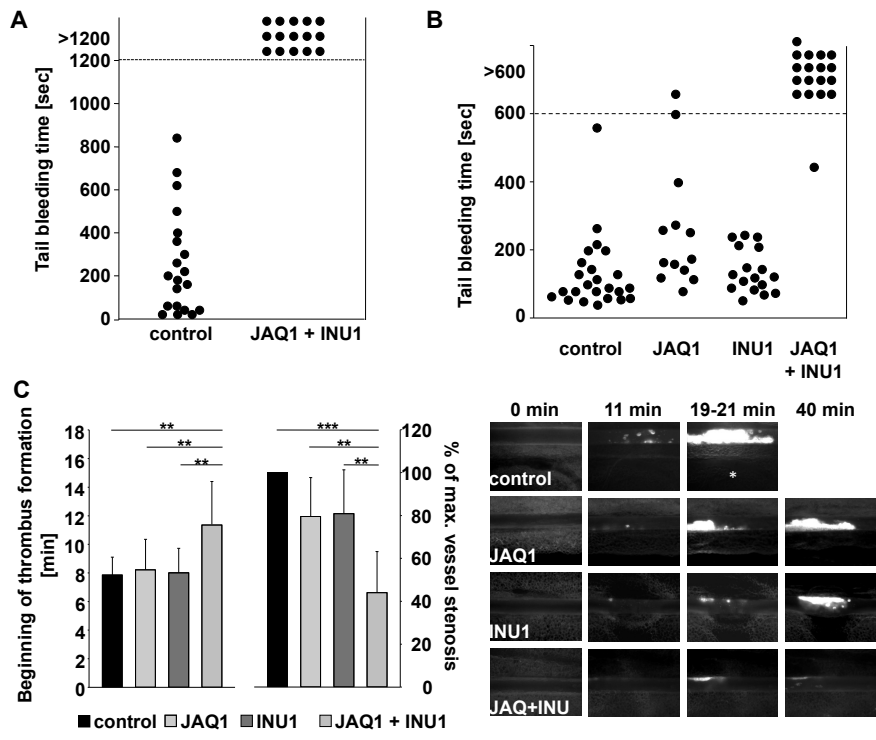 A
Tail bleeding time [sec]
>1200
1200
1000
800
600
400
200
0
control
JAQ1 + INU1
B
Tail bleeding time [sec]
>600
600
400
200
0
control
JAQ1
INU1
JAQ1
+ INU1
C
Beginning of thrombus formation
[min]
18
16
14
12
10
8
6
4
2
0
**
**
**
***
**
**
120
100
80
60
40
20
0
% of max. vessel stenosis
control
JAQ1
INU1
JAQ1 + INU1
0 min
11 min
19-21 min
40 min
control
*
JAQ1
INU1
JAQ+INU